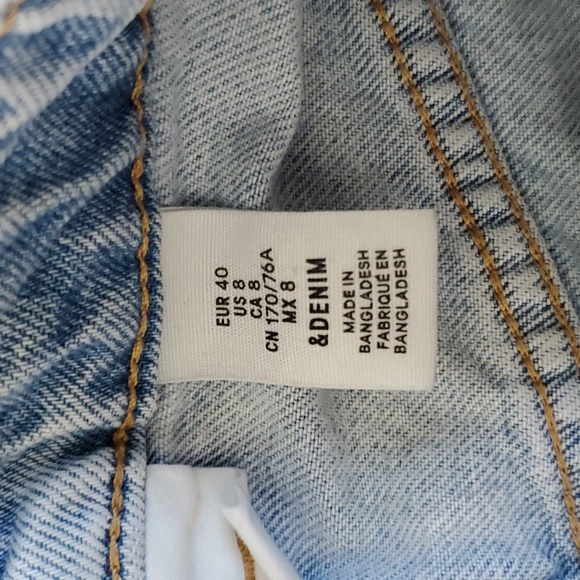 EUR 40
US 8
CA 8
CN 170/76A
MX 8
&DENIM
MADE IN
BANGLADESH
FABRIQUÉ EN
BANGLADESH